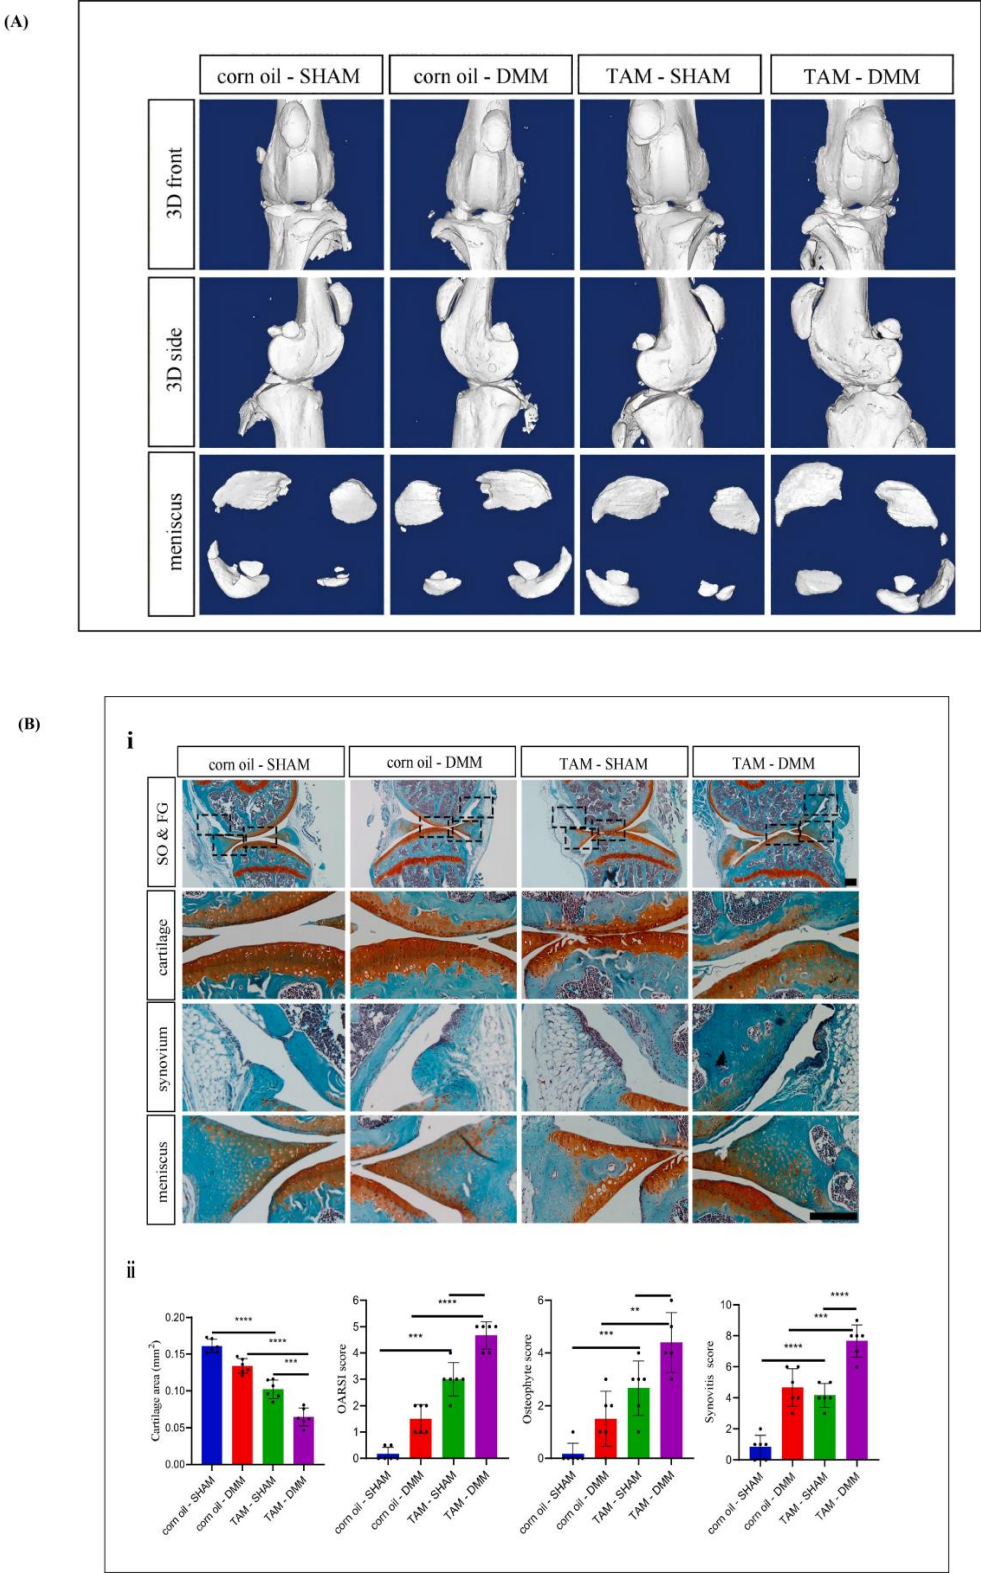 (A)
corn oil - SHAM
corn oil - DMM
TAM - SHAM
TAM - DMM
3D front
3D side
meniscus
(B)
i
corn oil - SHAM
corn oil - DMM
TAM - SHAM
TAM - DMM
SO & FG
cartilage
synovium
meniscus
ii
Cartilage area (mm²)
0.20
0.15
0.10
0.05
0.00
****
****
***
corn oil - SHAM
corn oil - DMM
TAM - SHAM
TAM - DMM
OARSI score
6
5
4
3
2
1
0
****
***
corn oil - SHAM
corn oil - DMM
TAM - SHAM
TAM - DMM
Osteophyte score
6
4
2
0
**
***
corn oil - SHAM
corn oil - DMM
TAM - SHAM
TAM - DMM
Synovitis score
10
8
6
4
2
0
****
***
****
corn oil - SHAM
corn oil - DMM
TAM - SHAM
TAM - DMM